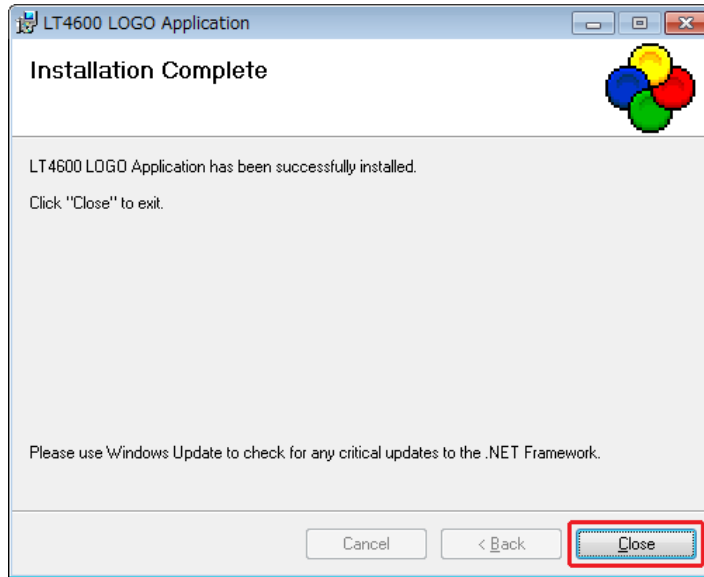 LT4600 LOGO Application
Installation Complete
LT4600 LOGO Application has been successfully installed.
Click "Close" to exit.
Please use Windows Update to check for any critical updates to the .NET Framework.
Cancel
< Back
Close